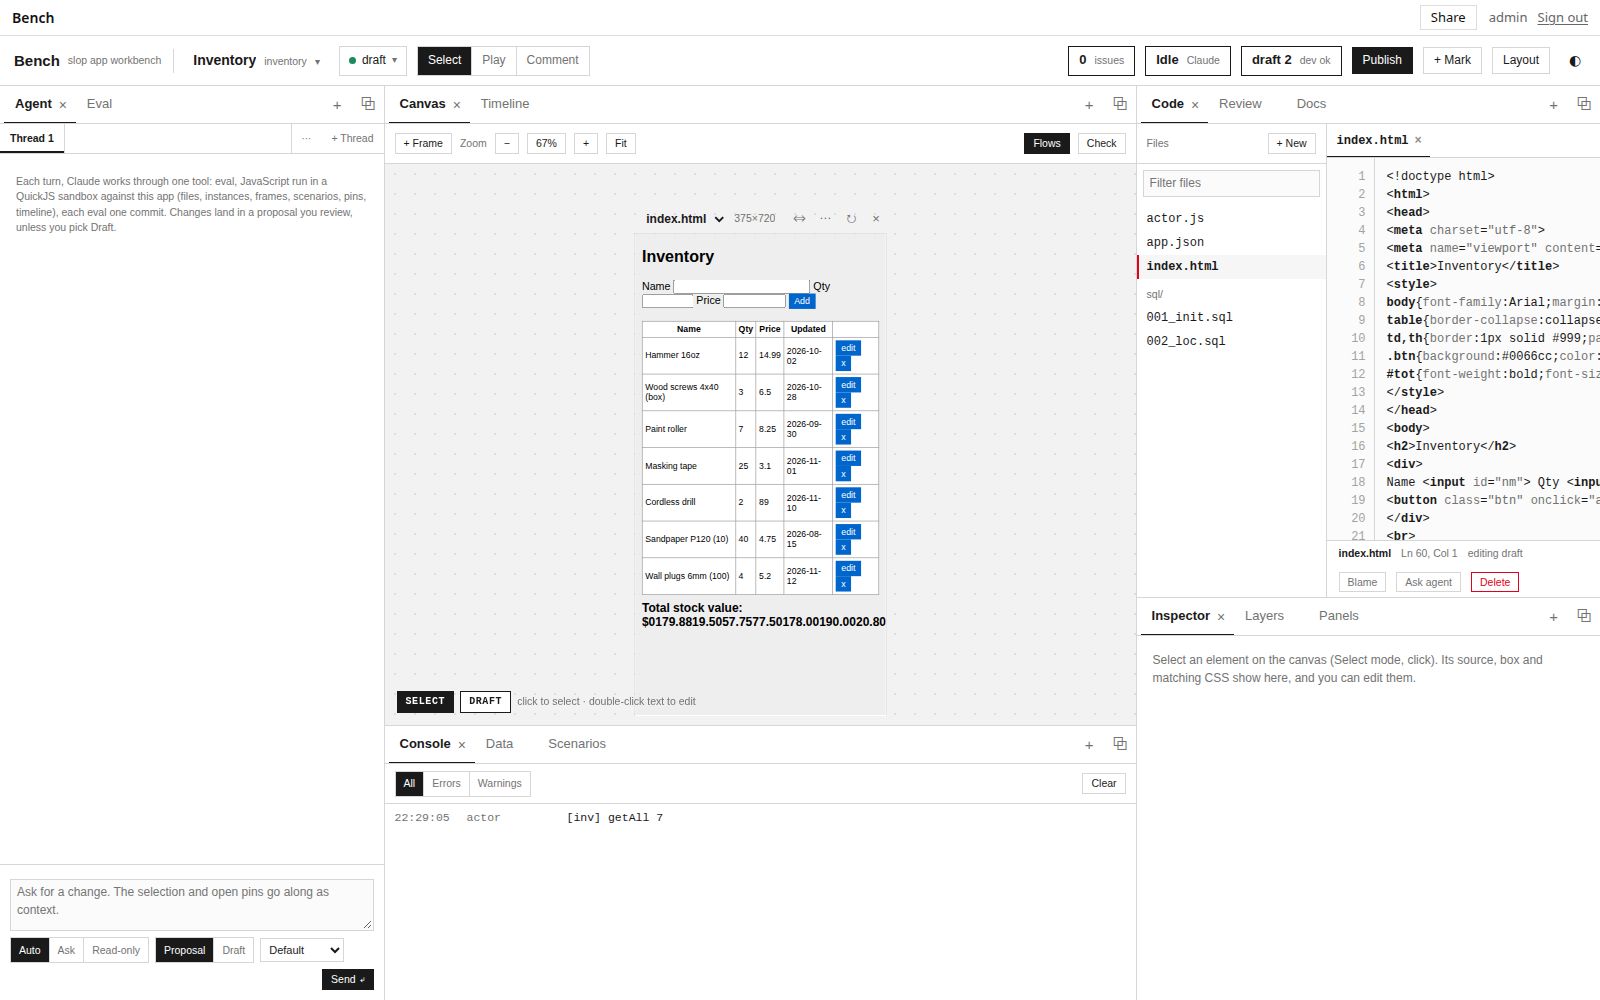 Bench
Share admin Sign out
Bench slop app workbench Inventory inventory ▾ draft ▾ Select Play Comment
0 issues Idle Claude draft 2 dev ok Publish + Mark Layout
Agent × Eval +
Thread 1 ··· + Thread
Each turn, Claude works through one tool: eval, JavaScript run in a
QuickJS sandbox against this app (files, instances, frames, scenarios, pins,
timeline), each eval one commit. Changes land in a proposal you review,
unless you pick Draft.
Ask for a change. The selection and open pins go along as
context.
Auto Ask Read-only Proposal Draft Default
Send
Canvas × Timeline +
+ Frame Zoom − 67% + Fit Flows Check
index.html 375×720 ↔ ··· ↻ ×
Inventory
Name Qty
Price Add
Name Qty Price Updated
Hammer 16oz 12 14.99 2026-10-02 edit x
Wood screws 4x40 (box) 3 6.5 2026-10-28 edit x
Paint roller 7 8.25 2026-09-30 edit x
Masking tape 25 3.1 2026-11-01 edit x
Cordless drill 2 89 2026-11-10 edit x
Sandpaper P120 (10) 40 4.75 2026-08-15 edit x
Wall plugs 6mm (100) 4 5.2 2026-11-12 edit x
Total stock value:
$0179.8819.5057.7577.50178.00190.0020.80
SELECT DRAFT click to select · double-click text to edit
Console × Data Scenarios +
All Errors Warnings Clear
22:29:05 actor [inv] getAll 7
Code × Review Docs +
Files + New
Filter files
actor.js
app.json
index.html
sql/
001_init.sql
002_loc.sql
index.html ×
1 <!doctype html>
2 <html>
3 <head>
4 <meta charset="utf-8">
5 <meta name="viewport" content=
6 <title>Inventory</title>
7 <style>
8 body{font-family:Arial;margin:
9 table{border-collapse:collapse
10 td,th{border:1px solid #999;pa
11 .btn{background:#0066cc;color:
12 #tot{font-weight:bold;font-siz
13 </style>
14 </head>
15 <body>
16 <h2>Inventory</h2>
17 <div>
18 Name <input id="nm"> Qty <inpu
19 <button class="btn" onclick="a
20 </div>
21 <br>
index.html Ln 60, Col 1 editing draft
Blame Ask agent Delete
Inspector × Layers Panels +
Select an element on the canvas (Select mode, click). Its source, box and
matching CSS show here, and you can edit them.